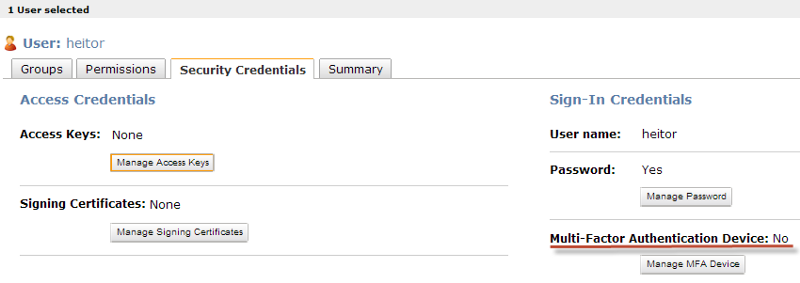 1 User selected
User: heitor
Groups Permissions Security Credentials Summary
Access Credentials
Access Keys: None
Manage Access Keys
Signing Certificates: None
Manage Signing Certificates
Sign-In Credentials
User name: heitor
Password: Yes
Manage Password
Multi-Factor Authentication Device: No
Manage MFA Device